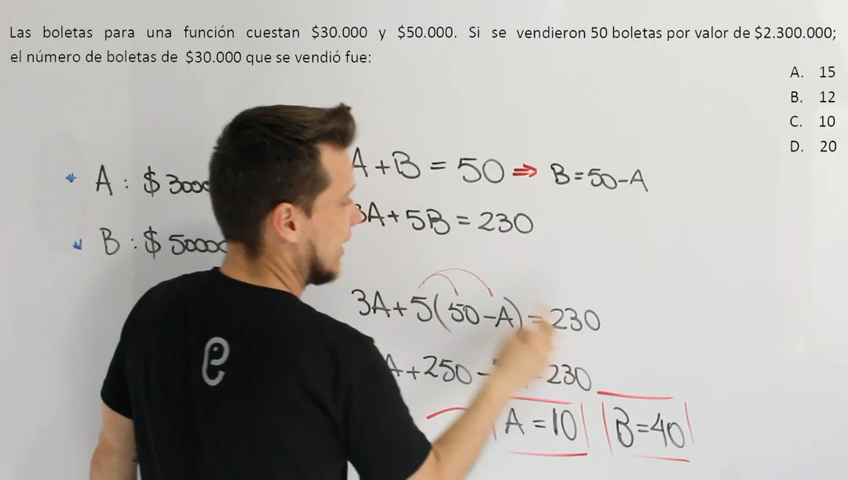 Las boletas para una función cuestan $30.000 y $50.000. Si se vendieron 50 boletas por valor de $2.300.000;
el número de boletas de $30.000 que se vendió fue:
A. 15
B. 12
C. 10
D. 20
A : $ 3000
A + B = 50 ⇒ B = 50 - A
B : $ 5000
3A + 5B = 230
3A + 5(50 - A) = 230
A + 250 - 230
A = 10 B = 40
e